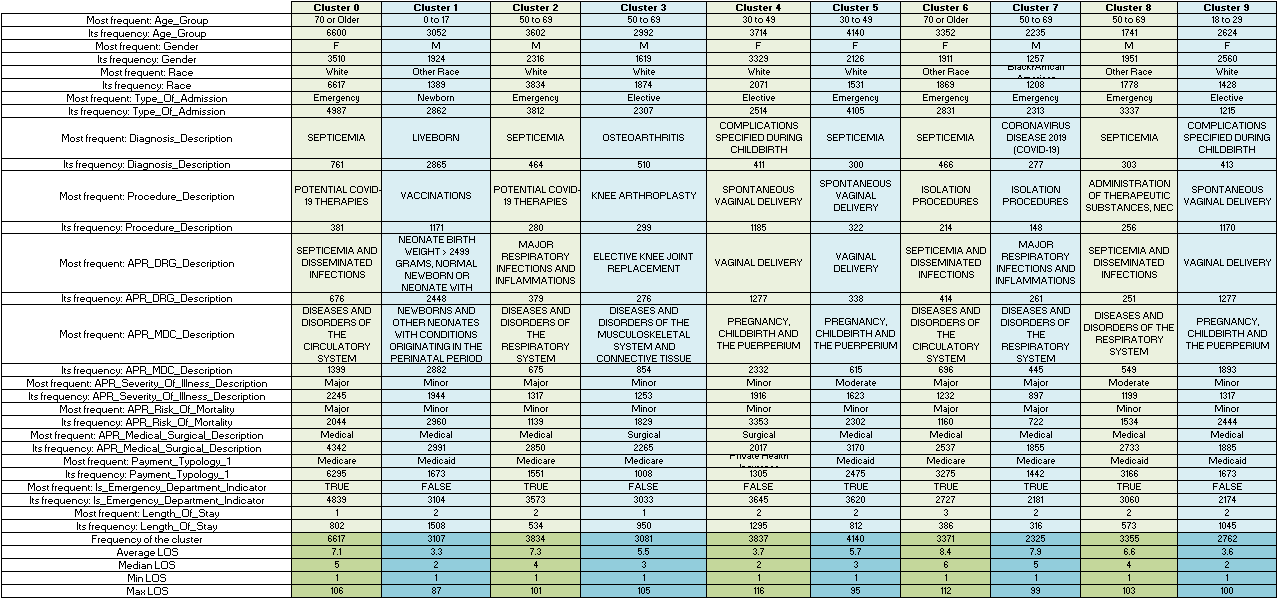 Cluster 0 Cluster 1 Cluster 2 Cluster 3 Cluster 4 Cluster 5 Cluster 6 Cluster 7 Cluster 8 Cluster 9
Most frequent: Age_Group 70 or Older 0 to 17 50 to 69 50 to 69 30 to 49 30 to 49 70 or Older 50 to 69 50 to 69 18 to 29
Its frequency: Age_Group 6600 3052 3602 2992 3714 4140 3352 2235 1741 2624
Most frequent: Gender F M M M F F F M M F
Its frequency: Gender 3510 1924 2316 1619 3329 2126 1911 1257 1951 2560
Most frequent: Race White Other Race White White White White Other Race Black/African American Other Race White
Its frequency: Race 6617 1389 3834 1874 2071 1531 1869 1208 1778 1428
Most frequent: Type_Of_Admission Emergency Newborn Emergency Elective Elective Emergency Emergency Emergency Emergency Elective
Its frequency: Type_Of_Admission 4987 2862 3812 2307 2514 4105 2831 2313 3337 1215
Most frequent: Diagnosis_Description SEPTICEMIA LIVEBORN SEPTICEMIA OSTEOARTHRITIS COMPLICATIONS SPECIFIED DURING CHILDBIRTH SEPTICEMIA SEPTICEMIA CORONAVIRUS DISEASE 2019 (COVID-19) SEPTICEMIA COMPLICATIONS SPECIFIED DURING CHILDBIRTH
Its frequency: Diagnosis_Description 761 2865 464 510 411 300 466 277 303 413
Most frequent: Procedure_Description POTENTIAL COVID-19 THERAPIES VACCINATIONS POTENTIAL COVID-19 THERAPIES KNEE ARTHROPLASTY SPONTANEOUS VAGINAL DELIVERY SPONTANEOUS VAGINAL DELIVERY ISOLATION PROCEDURES ISOLATION PROCEDURES ADMINISTRATION OF THERAPEUTIC SUBSTANCES, NEC SPONTANEOUS VAGINAL DELIVERY
Its frequency: Procedure_Description 381 1171 280 299 1185 322 214 148 256 1170
Most frequent: APR_DRG_Description SEPTICEMIA AND DISSEMINATED INFECTIONS NEONATE BIRTH WEIGHT > 2499 GRAMS, NORMAL NEWBORN OR NEONATE WITH MAJOR RESPIRATORY INFECTIONS AND INFLAMMATIONS ELECTIVE KNEE JOINT REPLACEMENT VAGINAL DELIVERY VAGINAL DELIVERY SEPTICEMIA AND DISSEMINATED INFECTIONS MAJOR RESPIRATORY INFECTIONS AND INFLAMMATIONS SEPTICEMIA AND DISSEMINATED INFECTIONS VAGINAL DELIVERY
Its frequency: APR_DRG_Description 676 2448 379 276 1277 338 414 261 251 1277
Most frequent: APR_MDC_Description DISEASES AND DISORDERS OF THE CIRCULATORY SYSTEM NEWBORNS AND OTHER NEONATES WITH CONDITIONS ORIGINATING IN THE PERINATAL PERIOD DISEASES AND DISORDERS OF THE RESPIRATORY SYSTEM DISEASES AND DISORDERS OF THE MUSCULOSKELETAL SYSTEM AND CONNECTIVE TISSUE PREGNANCY, CHILDBIRTH AND THE PUERPERIUM PREGNANCY, CHILDBIRTH AND THE PUERPERIUM DISEASES AND DISORDERS OF THE CIRCULATORY SYSTEM DISEASES AND DISORDERS OF THE RESPIRATORY SYSTEM DISEASES AND DISORDERS OF THE RESPIRATORY SYSTEM PREGNANCY, CHILDBIRTH AND THE PUERPERIUM
Its frequency: APR_MDC_Description 1399 2882 675 854 2332 615 696 445 549 1893
Most frequent: APR_Severity_Of_Illness_Description Major Minor Major Minor Minor Moderate Major Major Moderate Minor
Its frequency: APR_Severity_Of_Illness_Description 2245 1944 1317 1253 1916 1623 1232 897 1199 1317
Most frequent: APR_Risk_Of_Mortality Major Minor Major Minor Minor Minor Major Major Minor Minor
Its frequency: APR_Risk_Of_Mortality 2044 2960 1139 1829 3353 2302 1160 722 1534 2444
Most frequent: APR_Medical_Surgical_Description Medical Medical Medical Surgical Surgical Medical Medical Medical Medical Medical
Its frequency: APR_Medical_Surgical_Description 4342 2991 2850 2265 2017 3170 2537 1855 2733 1885
Most frequent: Payment_Typology_1 Medicare Medicaid Medicare Medicare Private Health Insurance Medicaid Medicare Medicaid Medicaid Medicaid
Its frequency: Payment_Typology_1 6295 1673 1551 1008 1305 2475 3275 1442 3166 1673
Most frequent: Is_Emergency_Department_Indicator TRUE FALSE TRUE FALSE FALSE TRUE TRUE TRUE TRUE FALSE
Its frequency: Is_Emergency_Department_Indicator 4839 3104 3573 3033 3645 3620 2727 2181 3060 2174
Most frequent: Length_Of_Stay 1 2 2 1 2 2 3 2 2 2
Its frequency: Length_Of_Stay 802 1508 534 950 1295 812 386 316 573 1045
Frequency of the cluster 6617 3107 3834 3081 3837 4140 3371 2325 3355 2762
Average LOS 7.1 3.3 7.3 5.5 3.7 5.7 8.4 7.9 6.6 3.6
Median LOS 5 2 4 3 2 3 6 5 4 2
Min LOS 1 1 1 1 1 1 1 1 1 1
Max LOS 106 87 101 105 116 95 112 99 103 100